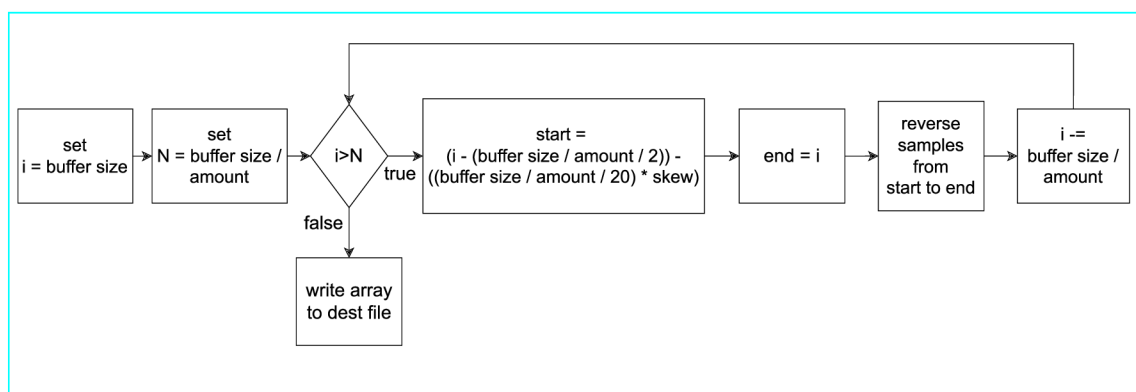 set
i = buffer size
set
N = buffer size /
amount
i>N
true
false
start =
(i - (buffer size / amount / 2)) -
((buffer size / amount / 20) * skew)
end = i
reverse
samples
from
start to end
i -=
buffer size /
amount
write array
to dest file